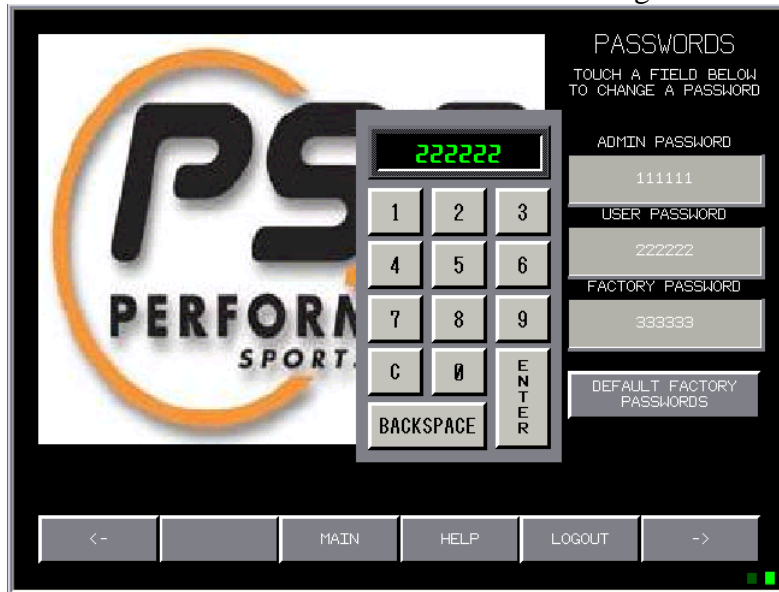 PASSWORDS
TOUCH A FIELD BELOW
TO CHANGE A PASSWORD
ADMIN PASSWORD
111111
USER PASSWORD
222222
FACTORY PASSWORD
333333
DEFAULT FACTORY
PASSWORDS
PS
PERFORM
SPORT
222222
1 2 3
4 5 6
7 8 9
C 0 ENTER
BACKSPACE
<- MAIN HELP LOGOUT ->